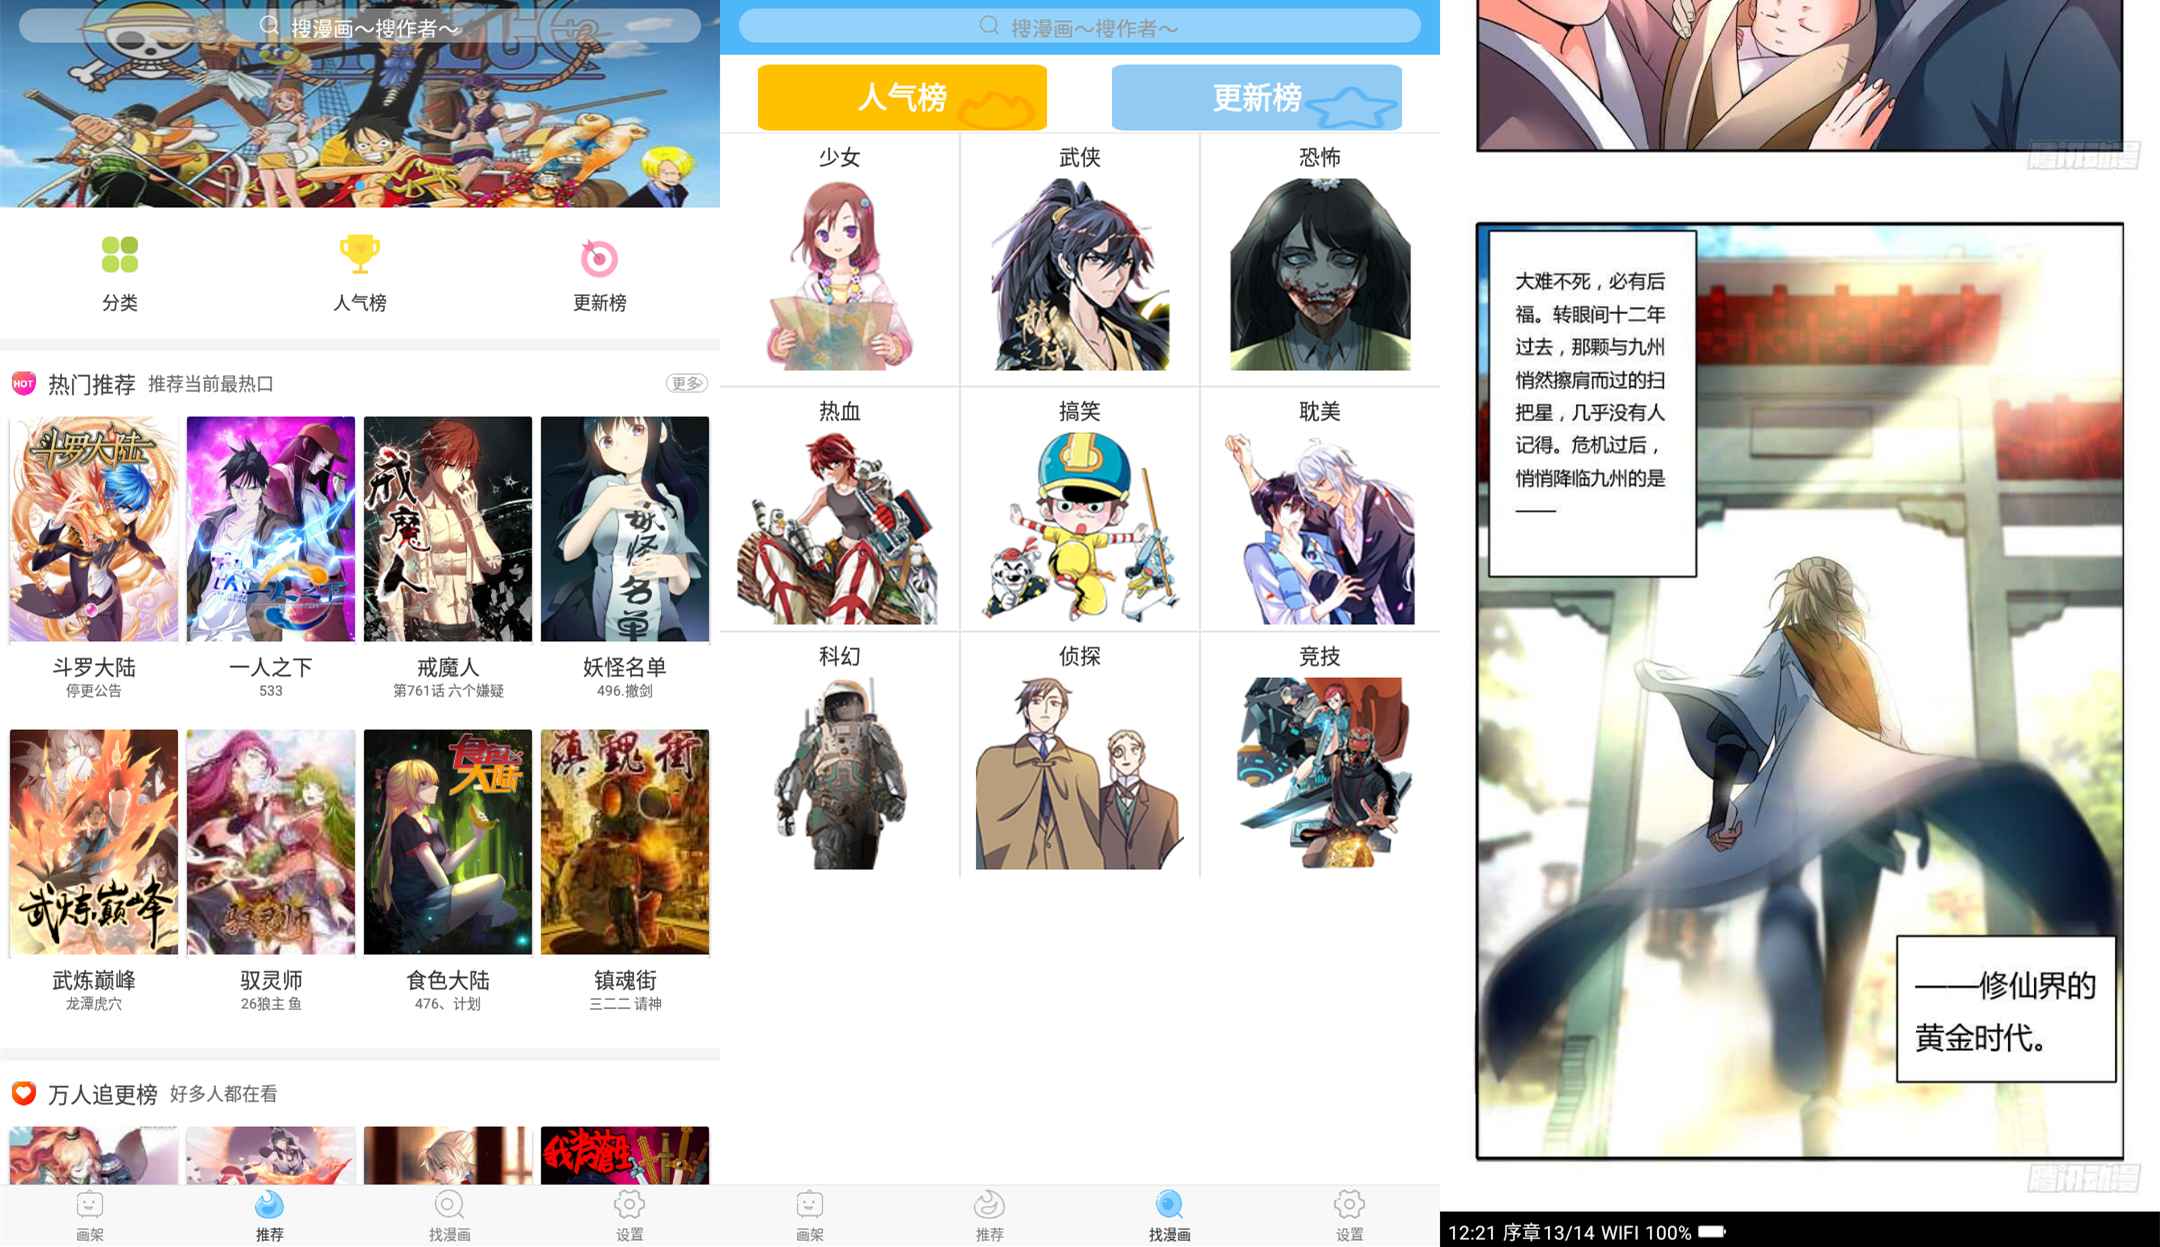 搜漫画～搜作者～
分类
人气榜
更新榜
HOT
热门推荐
推荐当前最热口
更多
斗罗大陆
一人之下
戒魔人
妖怪名单
斗罗大陆
停更公告
一人之下
533
戒魔人
第761话 六个嫌疑
妖怪名单
496.撤剑
武炼巅峰
驭灵师
食色大陆
镇魂街
武炼巅峰
龙潭虎穴
驭灵师
26狼主 鱼
食色大陆
476、计划
镇魂街
三二二 请神
万人追更榜
好多人都在看
画架
推荐
找漫画
设置
搜漫画～搜作者～
人气榜
更新榜
少女
武侠
恐怖
热血
搞笑
耽美
科幻
侦探
竞技
画架
推荐
找漫画
设置
腾讯动漫
大难不死，必有后
福。转眼间十二年
过去，那颗与九州
悄然擦肩而过的扫
把星，几乎没有人
记得。危机过后，
悄悄降临九州的是
——
——修仙界的
黄金时代。
腾讯动漫
12:21 序章13/14 WIFI 100%